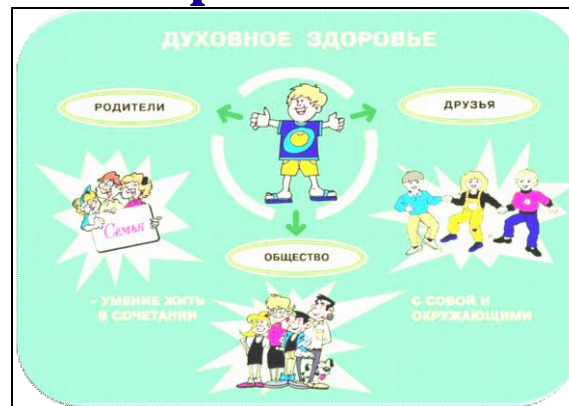 ДУХОВНОЕ ЗДОРОВЬЕ
РОДИТЕЛИ
ДРУЗЬЯ
Семья
ОБЩЕСТВО
- УМЕНИЕ ЖИТЬ
В СОЧЕТАНИИ
С СОБОЙ И
ОКРУЖАЮЩИМИ